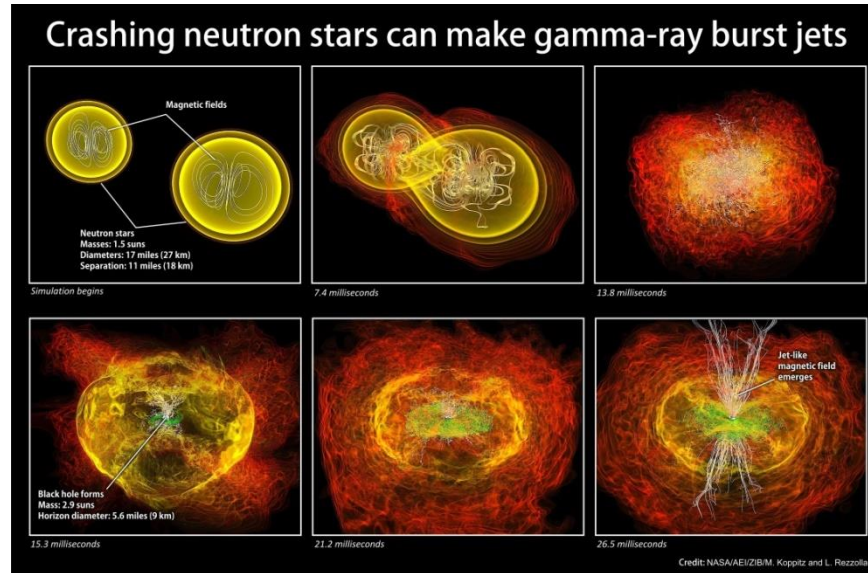 Crashing neutron stars can make gamma-ray burst jets
Magnetic fields
Neutron stars
Masses: 1.5 suns
Diameters: 17 miles (27 km)
Separation: 11 miles (18 km)
Simulation begins
7.4 milliseconds
13.8 milliseconds
Black hole forms
Mass: 2.9 suns
Horizon diameter: 5.6 miles (9 km)
15.3 milliseconds
21.2 milliseconds
Jet-like
magnetic field
emerges
26.5 milliseconds
Credit: NASA/AEI/ZIB/M. Koppitz and L. Rezzolla